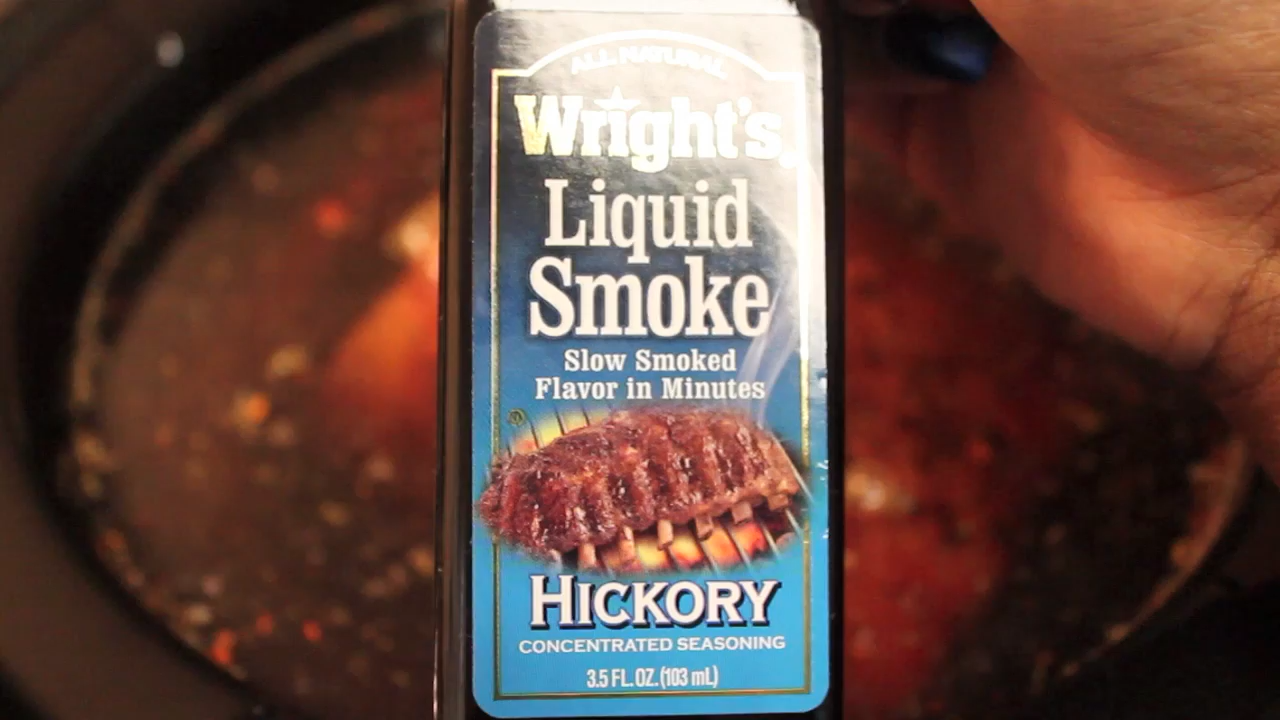 ALL NATURAL
Wright's
Liquid
Smoke
Slow Smoked
Flavor in Minutes
HICKORY
CONCENTRATED SEASONING
3.5 FL. OZ. (103 mL)